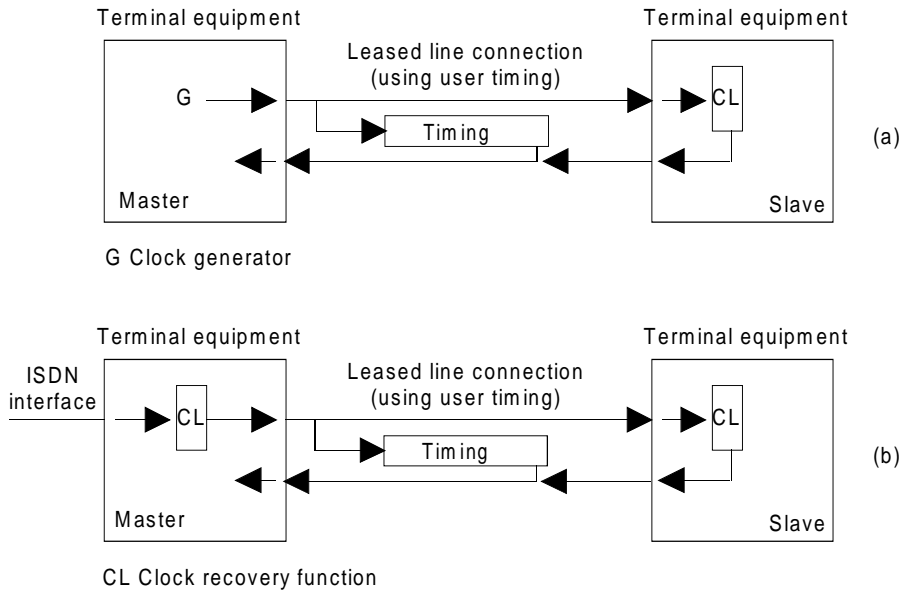 Terminal equipment
Terminal equipment
Leased line connection
(using user timing)
G
CL
Timing
(a)
Master
Slave
G Clock generator
Terminal equipment
Terminal equipment
ISDN
interface
Leased line connection
(using user timing)
CL
CL
Timing
(b)
Master
Slave
CL Clock recovery function